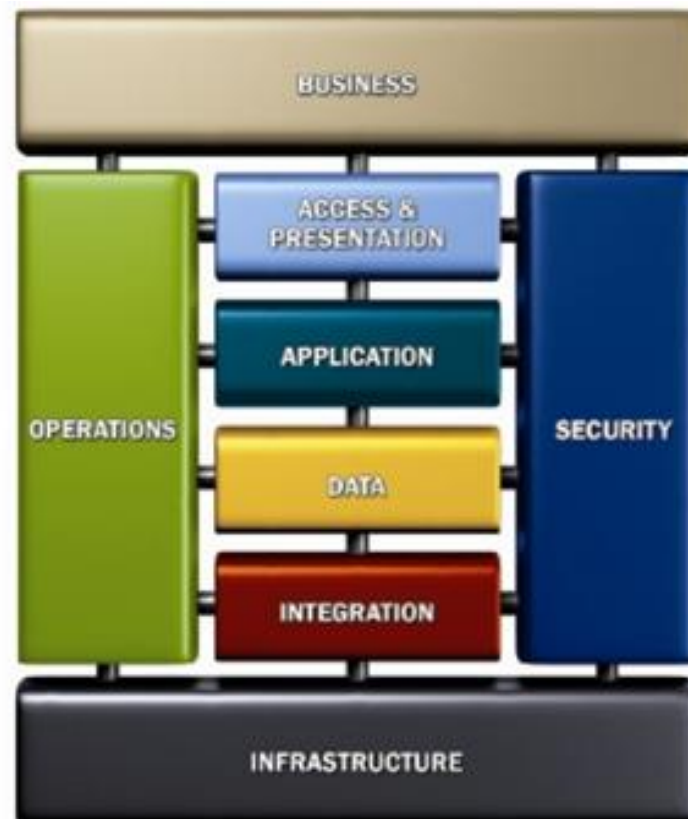 BUSINESS
ACCESS &
PRESENTATION
APPLICATION
OPERATIONS
SECURITY
DATA
INTEGRATION
INFRASTRUCTURE